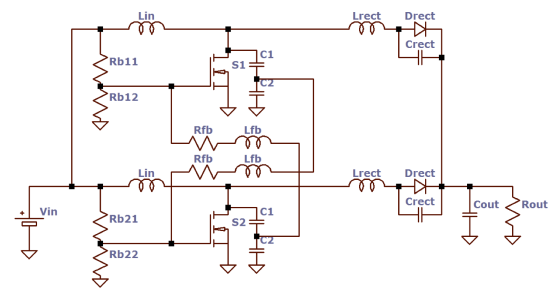 Lin Lrect Drect
Rb11 S1 C1 Crect
Rb12 C2
Rfb Lfb
Rfb Lfb
Lin Lrect Drect
Vin Rb21 S2 C1 Crect Cout Rout
Rb22 C2